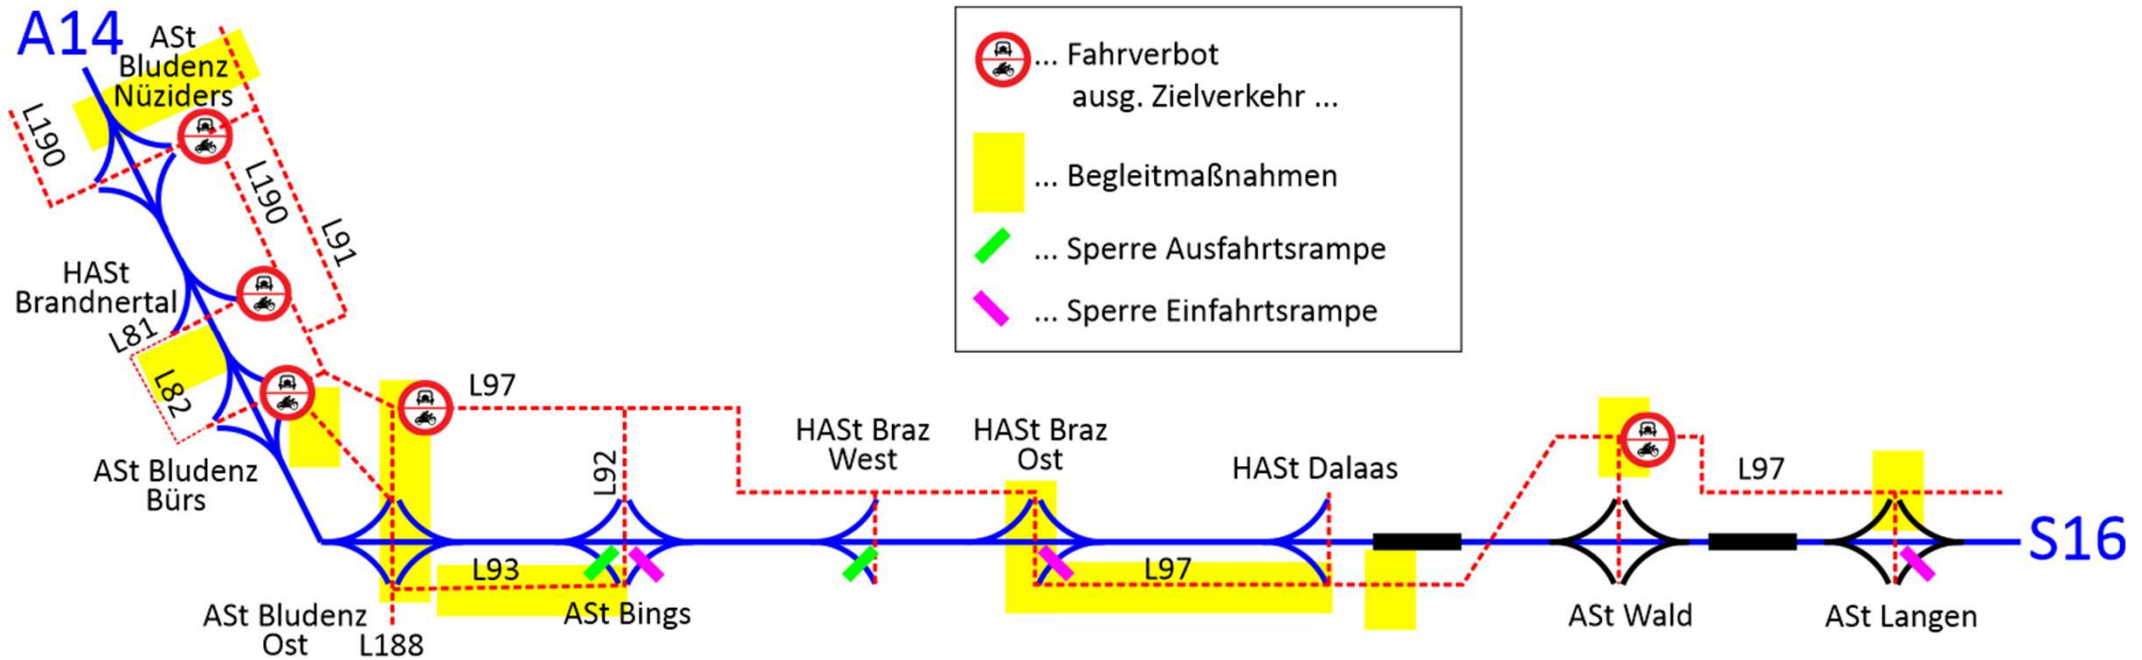 A14
ASt
Bludenz
Nüziders
L190
L190
L91
HASt
Brandnertal
L81
L82
ASt Bludenz
Bürs
L97
L92
L93
ASt Bludenz
Ost
L188
ASt Bings
HASt Braz
West
HASt Braz
Ost
HASt Dalaas
L97
L97
ASt Wald
ASt Langen
S16
... Fahrverbot
ausg. Zielverkehr ...
... Begleitmaßnahmen
... Sperre Ausfahrtsrampe
... Sperre Einfahrtsrampe